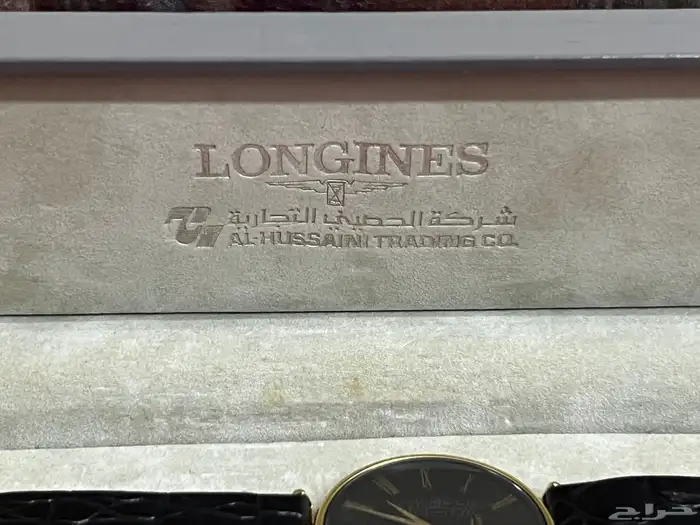 LONGINES
شركة الحصيني التجارية
AL-HUSSAINI TRADING CO.
حراج